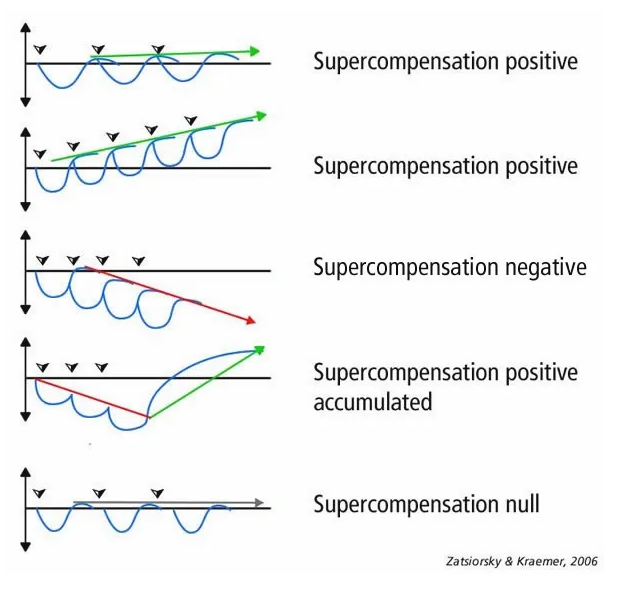 Supercompensation positive
Supercompensation positive
Supercompensation negative
Supercompensation positive
accumulated
Supercompensation null
Zatsiorsky & Kraemer, 2006